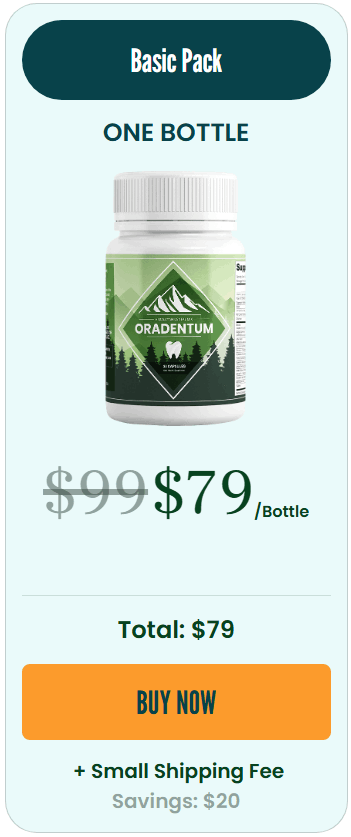 Basic Pack
ONE BOTTLE
ORADENTUM
$99 $79/Bottle
Total: $79
BUY NOW
+ Small Shipping Fee
Savings: $20